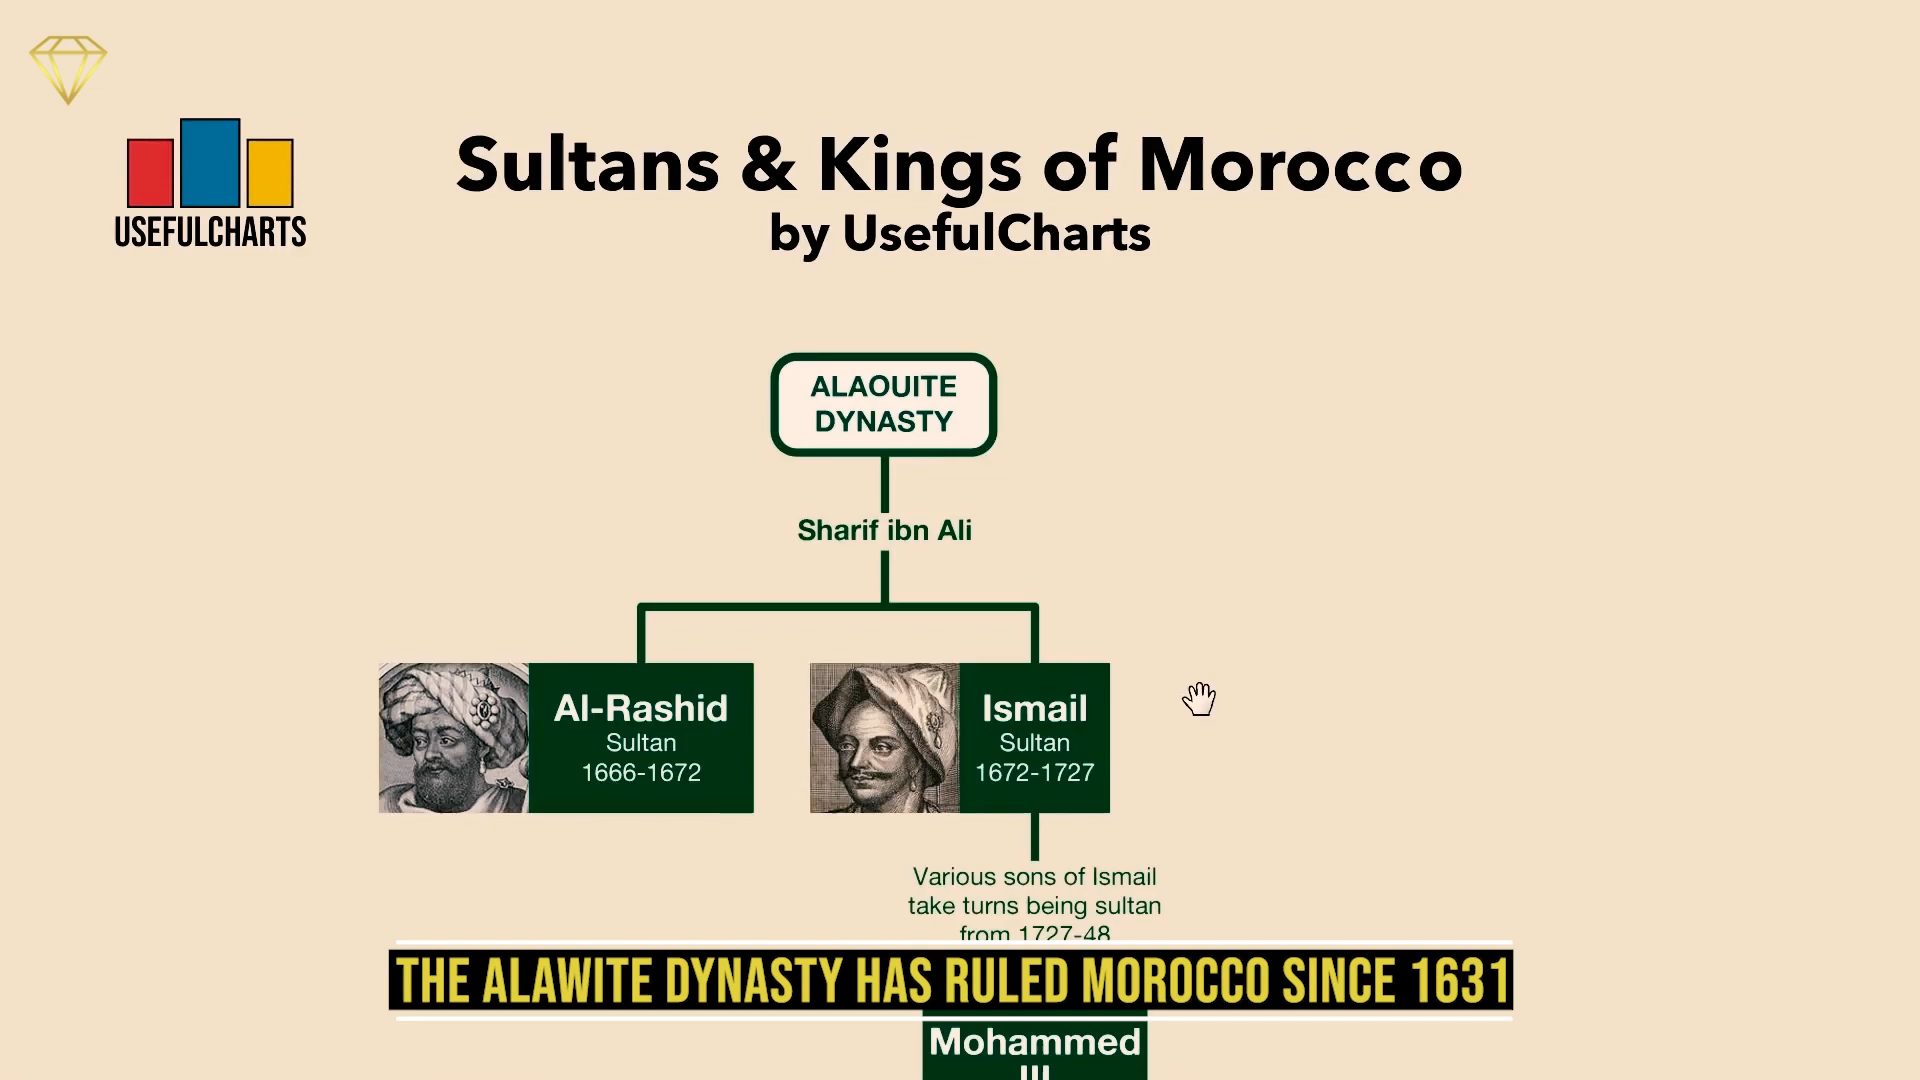 USEFULCHARTS
Sultans & Kings of Morocco
by UsefulCharts
ALAOUITE
DYNASTY
Sharif ibn Ali
Al-Rashid
Sultan
1666-1672
Ismail
Sultan
1672-1727
Various sons of Ismail
take turns being sultan
from 1727-48
THE ALAWITE DYNASTY HAS RULED MOROCCO SINCE 1631
Mohammed
III